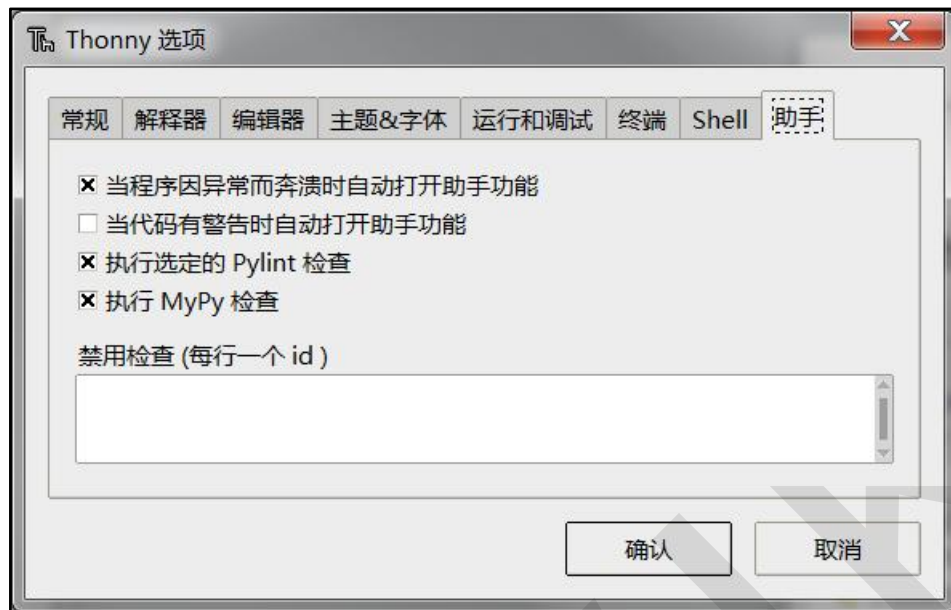 Thonny 选项
常规 解释器 编辑器 主题&字体 运行和调试 终端 Shell 助手
当程序因异常而奔溃时自动打开助手功能
当代码有警告时自动打开助手功能
执行选定的 Pylint 检查
执行 MyPy 检查
禁用检查 (每行一个 id )
确认 取消